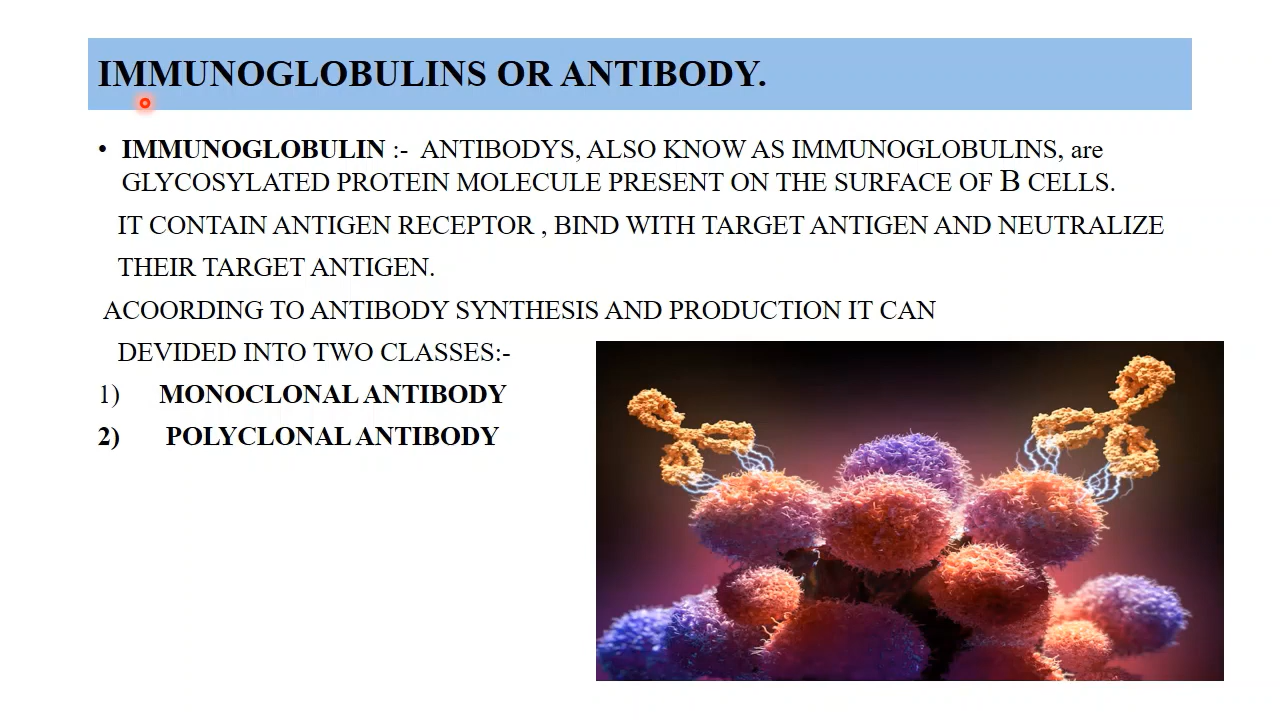 IMMUNOGLOBULINS OR ANTIBODY.
• IMMUNOGLOBULIN :- ANTIBODYS, ALSO KNOW AS IMMUNOGLOBULINS, are
GLYCOSYLATED PROTEIN MOLECULE PRESENT ON THE SURFACE OF B CELLS.
IT CONTAIN ANTIGEN RECEPTOR , BIND WITH TARGET ANTIGEN AND NEUTRALIZE
THEIR TARGET ANTIGEN.
ACOORDING TO ANTIBODY SYNTHESIS AND PRODUCTION IT CAN
DEVIDED INTO TWO CLASSES:-
1) MONOCLONAL ANTIBODY
2) POLYCLONAL ANTIBODY